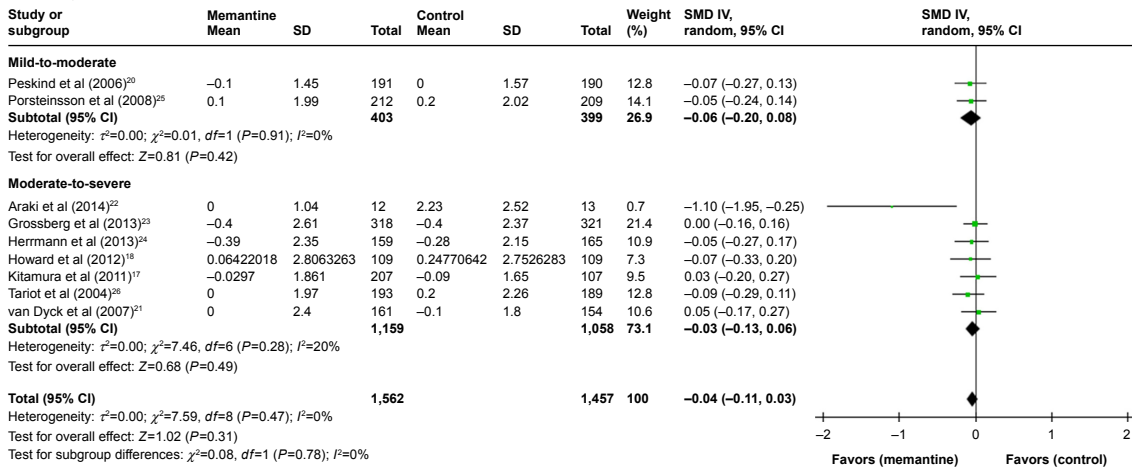 Study or subgroup Memantine Mean SD Total Control Mean SD Total Weight (%) SMD IV, random, 95% CI SMD IV, random, 95% CI
Mild-to-moderate
Peskind et al (2006)²⁰ –0.1 1.45 191 0 1.57 190 12.8 –0.07 (–0.27, 0.13)
Porsteinsson et al (2008)²⁵ 0.1 1.99 212 0.2 2.02 209 14.1 –0.05 (–0.24, 0.14)
Subtotal (95% CI) 403 399 26.9 –0.06 (–0.20, 0.08)
Heterogeneity: τ²=0.00; χ²=0.01, df=1 (P=0.91); I²=0%
Test for overall effect: Z=0.81 (P=0.42)
Moderate-to-severe
Araki et al (2014)²² 0 1.04 12 2.23 2.52 13 0.7 –1.10 (–1.95, –0.25)
Grossberg et al (2013)²³ –0.4 2.61 318 –0.4 2.37 321 21.4 0.00 (–0.16, 0.16)
Herrmann et al (2013)²⁴ –0.39 2.35 159 –0.28 2.15 165 10.9 –0.05 (–0.27, 0.17)
Howard et al (2012)¹⁸ 0.06422018 2.8063263 109 0.24770642 2.7526283 109 7.3 –0.07 (–0.33, 0.20)
Kitamura et al (2011)¹⁷ –0.0297 1.861 207 –0.09 1.65 107 9.5 0.03 (–0.20, 0.27)
Tariot et al (2004)²⁶ 0 1.97 193 0.2 2.26 189 12.8 –0.09 (–0.29, 0.11)
van Dyck et al (2007)²¹ 0 2.4 161 –0.1 1.8 154 10.6 0.05 (–0.17, 0.27)
Subtotal (95% CI) 1,159 1,058 73.1 –0.03 (–0.13, 0.06)
Heterogeneity: τ²=0.00; χ²=7.46, df=6 (P=0.28); I²=20%
Test for overall effect: Z=0.68 (P=0.49)
Total (95% CI) 1,562 1,457 100 –0.04 (–0.11, 0.03)
Heterogeneity: τ²=0.00; χ²=7.59, df=8 (P=0.47); I²=0%
Test for overall effect: Z=1.02 (P=0.31)
Test for subgroup differences: χ²=0.08, df=1 (P=0.78); I²=0%
–2 –1 0 1 2
Favors (memantine) Favors (control)